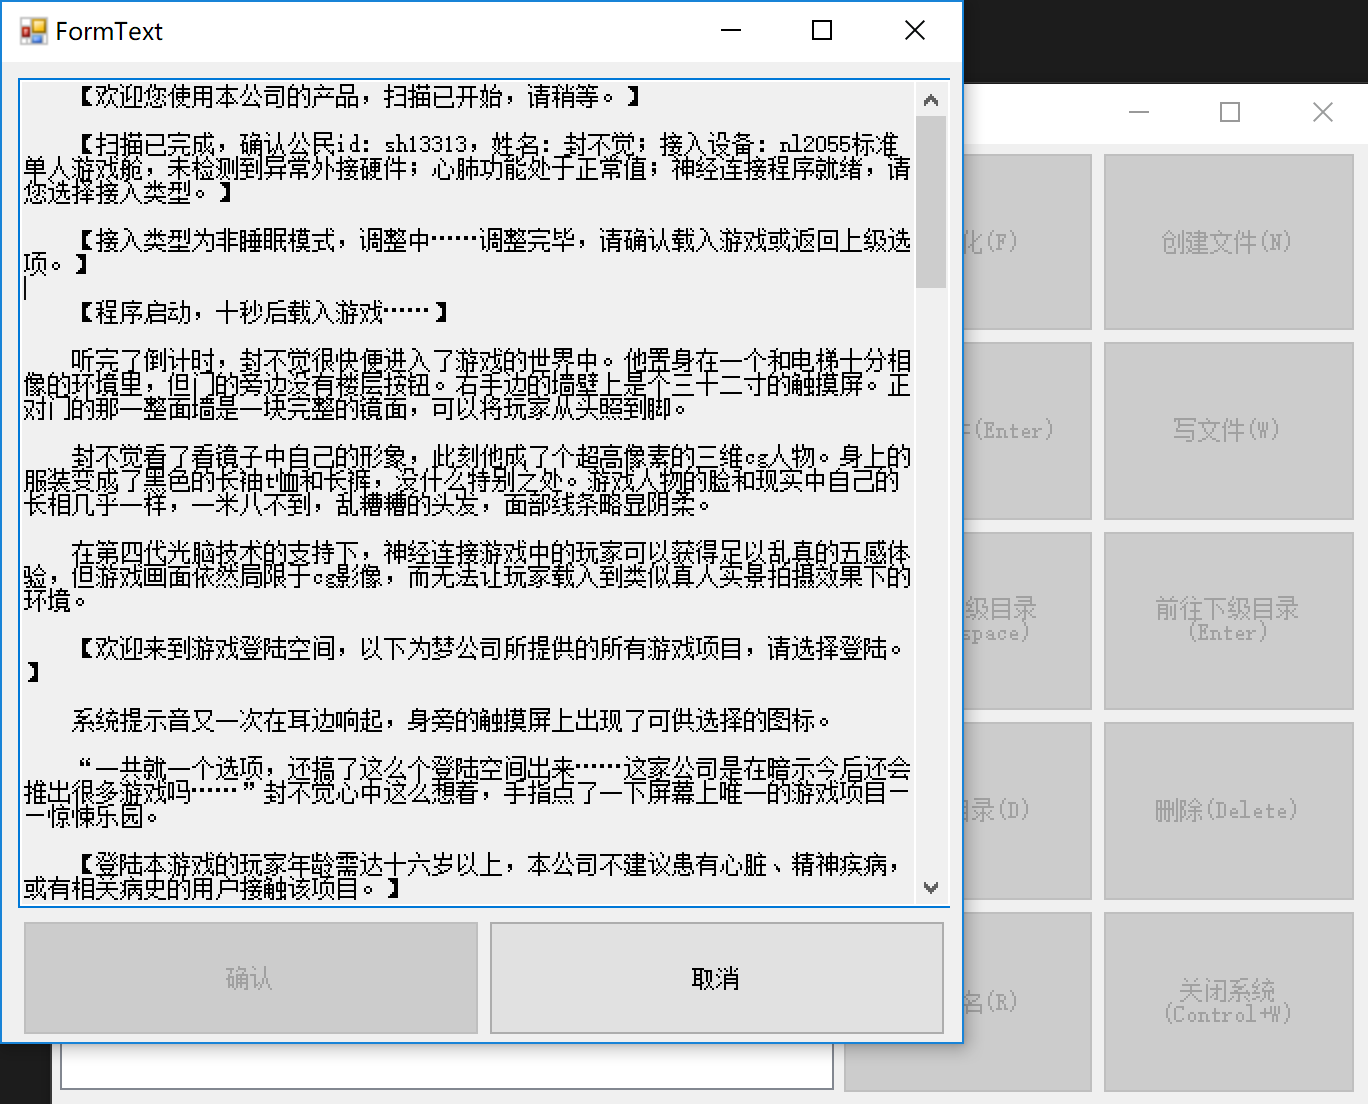 FormText
【欢迎您使用本公司的产品，扫描已开始，请稍等。】
【扫描已完成，确认公民id：sh13313，姓名：封不觉；接入设备：nl2055标准
单人游戏舱，未检测到异常外接硬件；心肺功能处于正常值；神经连接程序就绪，请
您选择接入类型。】
【接入类型为非睡眠模式，调整中……调整完毕，请确认载入游戏或返回上级选
项。】
【程序启动，十秒后载入游戏……】
听完了倒计时，封不觉很快便进入了游戏的世界中。他置身在一个和电梯十分相
像的环境里，但门的旁边没有楼层按钮。右手边的墙壁上是个三十二寸的触摸屏。正
对门的那一整面墙是一块完整的镜面，可以将玩家从头照到脚。
封不觉看了看镜子中自己的形象，此刻他成了个超高像素的三维cg人物。身上的
服装变成了黑色的长袖t恤和长裤，没什么特别之处。游戏人物的脸和现实中自己的
长相几乎一样，一米八不到，乱糟糟的头发，面部线条略显阴柔。
在第四代光脑技术的支持下，神经连接游戏中的玩家可以获得足以乱真的五感体
验，但游戏画面依然局限于cg影像，而无法让玩家载入到类似真人实景拍摄效果下的
环境。
【欢迎来到游戏登陆空间，以下为梦公司所提供的所有游戏项目，请选择登陆。
】
系统提示音又一次在耳边响起，身旁的触摸屏上出现了可供选择的图标。
“一共就一个选项，还搞了这么个登陆空间出来……这家公司是在暗示今后还会
推出很多游戏吗……”封不觉心中这么想着，手指点了一下屏幕上唯一的游戏项目—
—惊悚乐园。
【登陆本游戏的玩家年龄需达十六岁以上，本公司不建议患有心脏、精神疾病，
或有相关病史的用户接触该项目。】
确认
取消
化(F)
创建文件(N)
(Enter)
写文件(W)
级目录
space)
前往下级目录
(Enter)
目录(D)
删除(Delete)
名(R)
关闭系统
(Control+W)